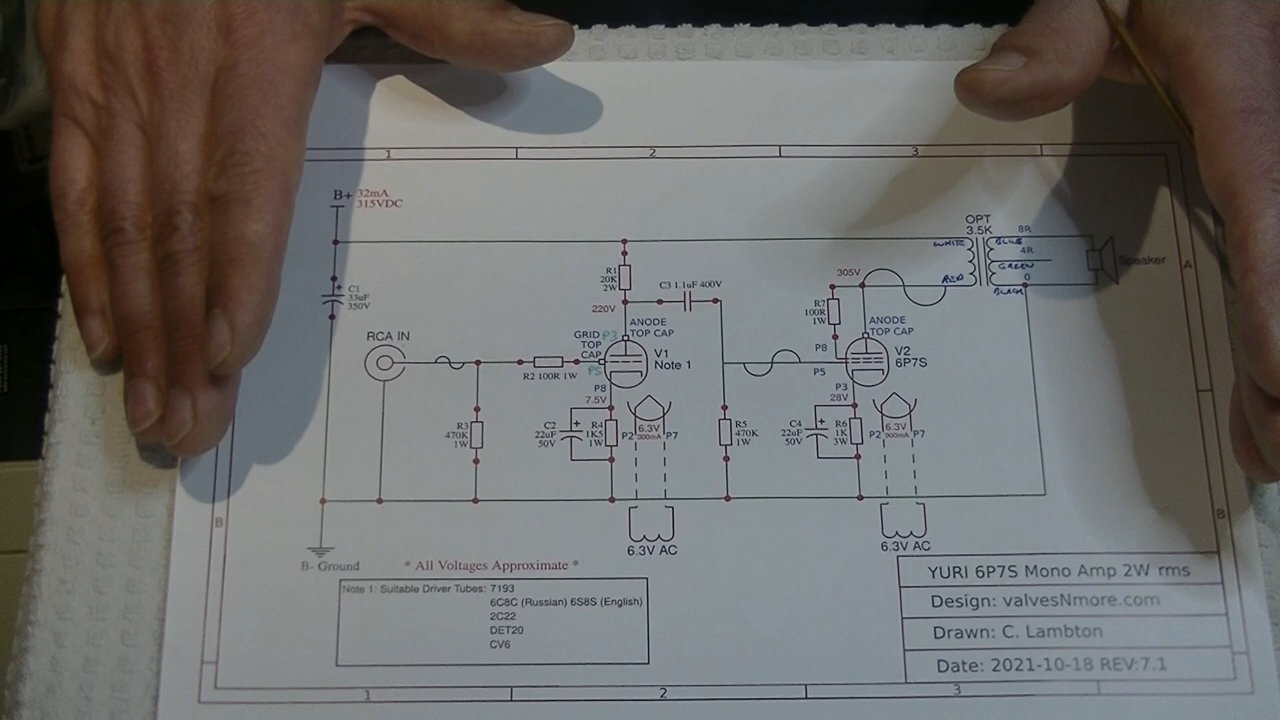 1 2 3
B+ 32mA
315VDC
OPT
3.5K
8R
WHITE
BLUE
4R
GREEN
0
BLACK
RED
Speaker
A
305V
R1
20K
2W
C3 1.1uF 400V
220V
R7
100R
1W
C1
33uF
350V
+
RCA IN
ANODE
TOP CAP
GRID P3
TOP
CAP
P5
V1
Note 1
ANODE
TOP CAP
V2
6P7S
P8
P5
R2 100R 1W
P8
7.5V
P3
28V
R3
470K
1W
C2
22uF
50V
+
R4
1K5
1W
P2
6.3V
300mA
P7
R5
470K
1W
C4
22uF
50V
+
R6
1K
3W
P2
6.3V
900mA
P7
B
B
6.3V AC
6.3V AC
B- Ground
* All Voltages Approximate *
Note 1: Suitable Driver Tubes: 7193
6C8C (Russian) 6S8S (English)
2C22
DET20
CV6
YURI 6P7S Mono Amp 2W rms
Design: valvesNmore.com
Drawn: C. Lambton
Date: 2021-10-18 REV:7.1
1 2 3